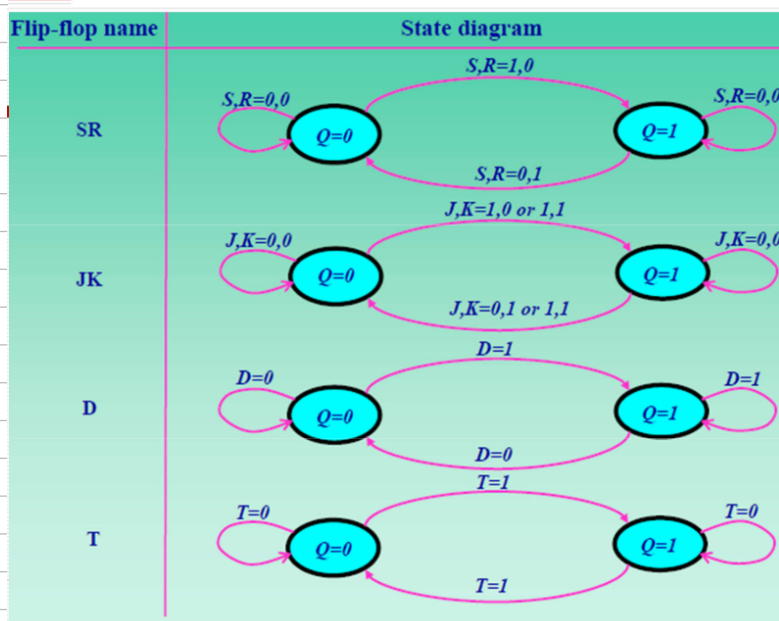 Flip-flop name State diagram
S,R=1,0
S,R=0,0 S,R=0,0
SR Q=0 Q=1
S,R=0,1
J,K=1,0 or 1,1
J,K=0,0 J,K=0,0
JK Q=0 Q=1
J,K=0,1 or 1,1
D=1
D=0 D=1
D Q=0 Q=1
D=0
T=1
T=0 T=0
T Q=0 Q=1
T=1